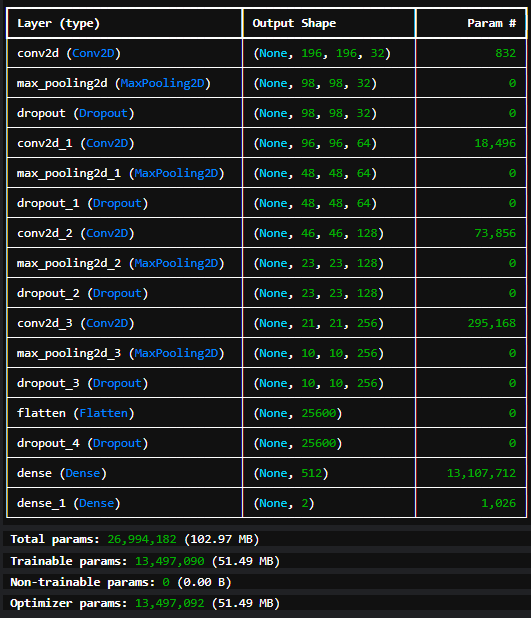 Layer (type) Output Shape Param #
conv2d (Conv2D) (None, 196, 196, 32) 832
max_pooling2d (MaxPooling2D) (None, 98, 98, 32) 0
dropout (Dropout) (None, 98, 98, 32) 0
conv2d_1 (Conv2D) (None, 96, 96, 64) 18,496
max_pooling2d_1 (MaxPooling2D) (None, 48, 48, 64) 0
dropout_1 (Dropout) (None, 48, 48, 64) 0
conv2d_2 (Conv2D) (None, 46, 46, 128) 73,856
max_pooling2d_2 (MaxPooling2D) (None, 23, 23, 128) 0
dropout_2 (Dropout) (None, 23, 23, 128) 0
conv2d_3 (Conv2D) (None, 21, 21, 256) 295,168
max_pooling2d_3 (MaxPooling2D) (None, 10, 10, 256) 0
dropout_3 (Dropout) (None, 10, 10, 256) 0
flatten (Flatten) (None, 25600) 0
dropout_4 (Dropout) (None, 25600) 0
dense (Dense) (None, 512) 13,107,712
dense_1 (Dense) (None, 2) 1,026
Total params: 26,994,182 (102.97 MB)
Trainable params: 13,497,090 (51.49 MB)
Non-trainable params: 0 (0.00 B)
Optimizer params: 13,497,092 (51.49 MB)